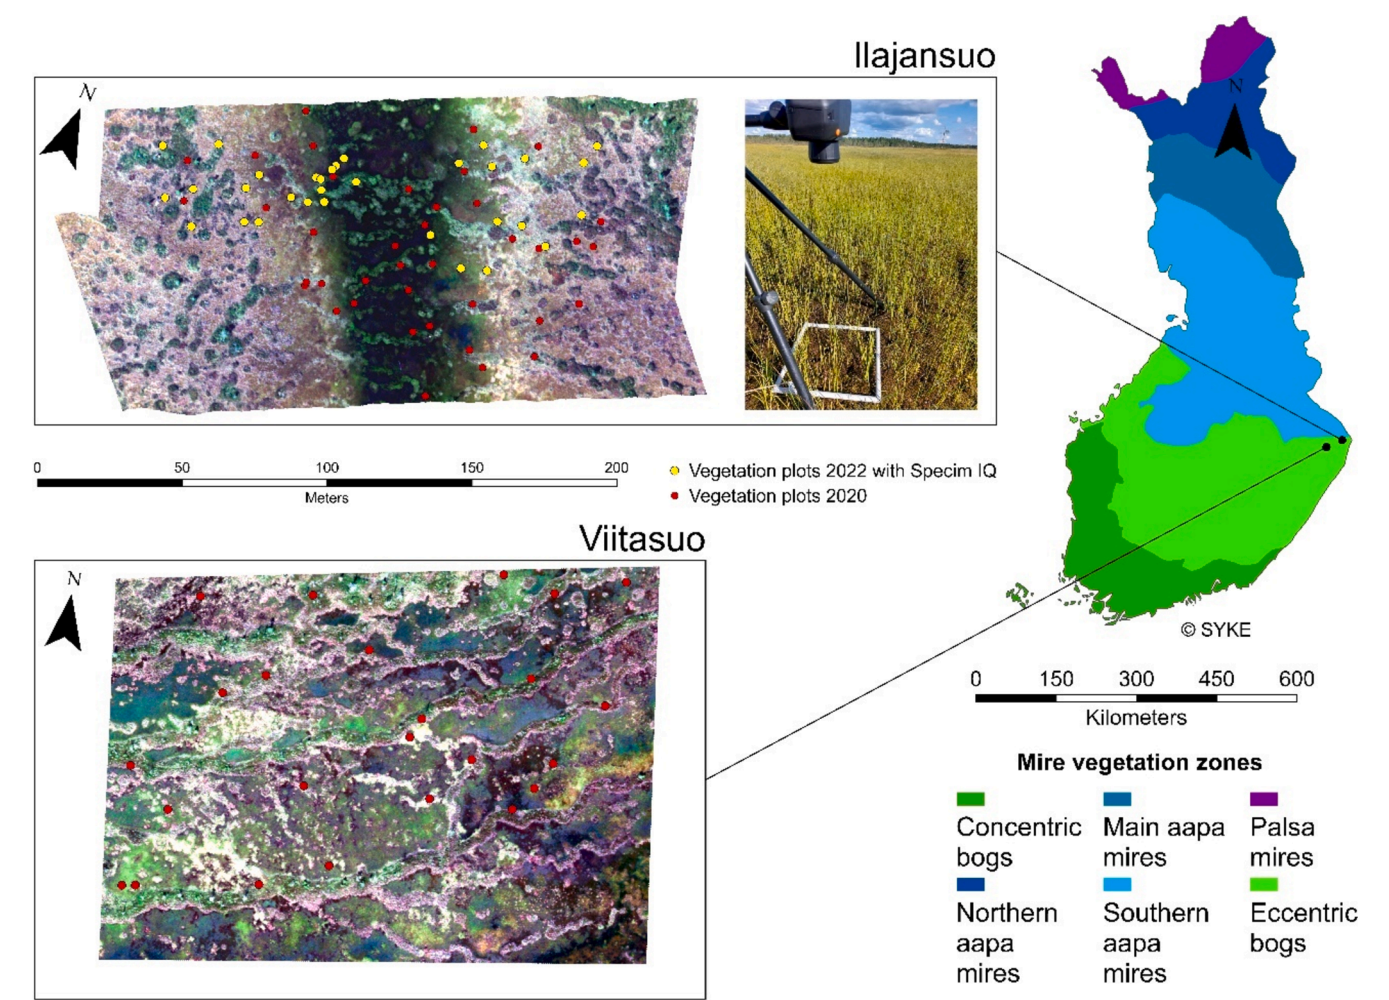 Ilajansuo
N
N
0 50 100 150 200
Meters
Vegetation plots 2022 with Specim IQ
Vegetation plots 2020
Viitasuo
N
© SYKE
0 150 300 450 600
Kilometers
Mire vegetation zones
Concentric bogs
Main aapa mires
Palsa mires
Northern aapa mires
Southern aapa mires
Eccentric bogs